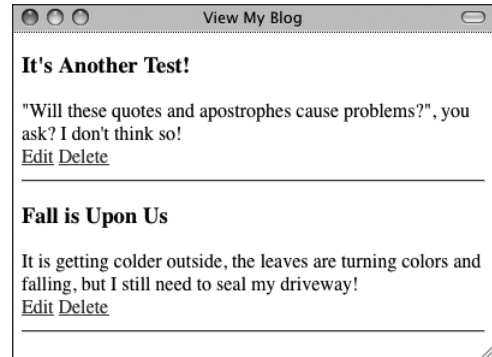 View My Blog
It's Another Test!
"Will these quotes and apostrophes cause problems?", you
ask? I don't think so!
Edit Delete
Fall is Upon Us
It is getting colder outside, the leaves are turning colors and
falling, but I still need to seal my driveway!
Edit Delete